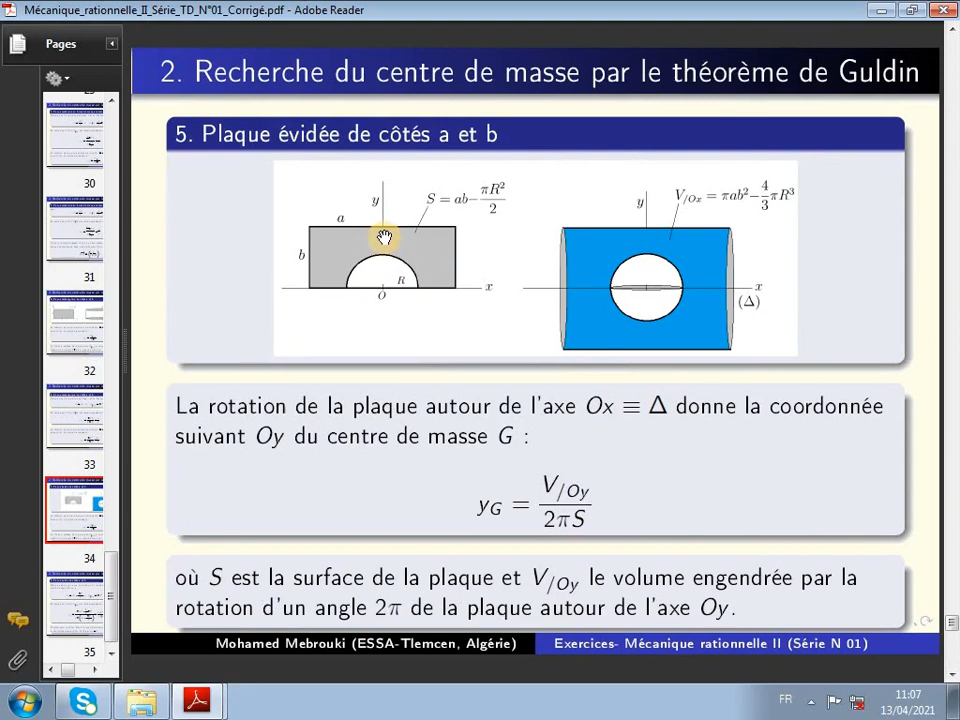 Mécanique_rationnelle_II_Série_TD_N°01_Corrigé.pdf - Adobe Reader
Pages
30
31
32
33
34
35
2. Recherche du centre de masse par le théorème de Guldin
5. Plaque évidée de côtés a et b
y
a
S = ab − πR²/2
b
R
O
x
y
V/Ox = πab² − 4/3 πR³
x
(Δ)
La rotation de la plaque autour de l'axe Ox ≡ Δ donne la coordonnée
suivant Oy du centre de masse G :
yG = V/Oy / 2πS
où S est la surface de la plaque et V/Oy le volume engendrée par la
rotation d'un angle 2π de la plaque autour de l'axe Oy.
Mohamed Mebrouki (ESSA-Tlemcen, Algérie)
Exercices- Mécanique rationnelle II (Série N 01)
FR
11:07
13/04/2021